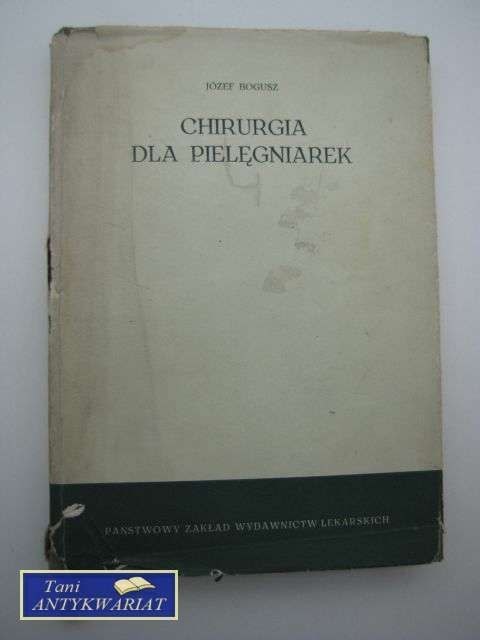 JÓZEF BOGUSZ
CHIRURGIA
DLA PIELĘGNIAREK
PAŃSTWOWY ZAKŁAD WYDAWNICTW LEKARSKICH
Tani
ANTYKWARIAT